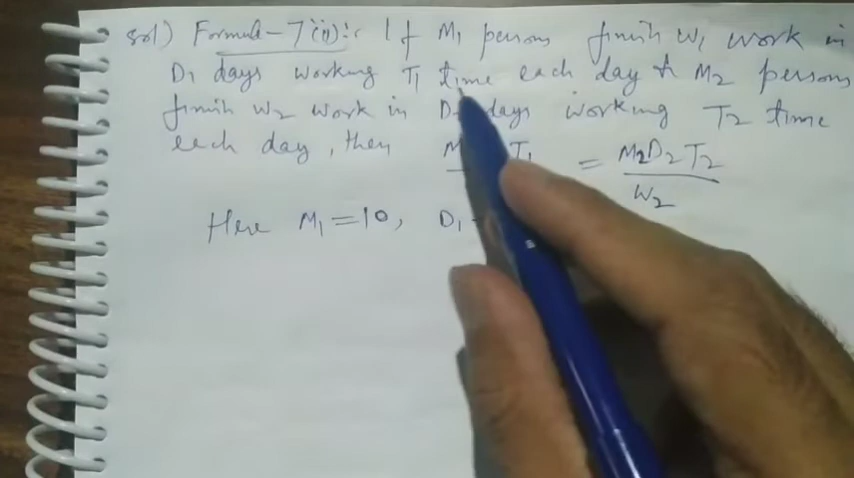 Sol) Formula-7(ii):- If M1 persons finish W1 work in
D1 days working T1 time each day & M2 persons
finish W2 work in D days working T2 time
each day, then M T1 = M2D2T2
W2
Here M1=10, D1